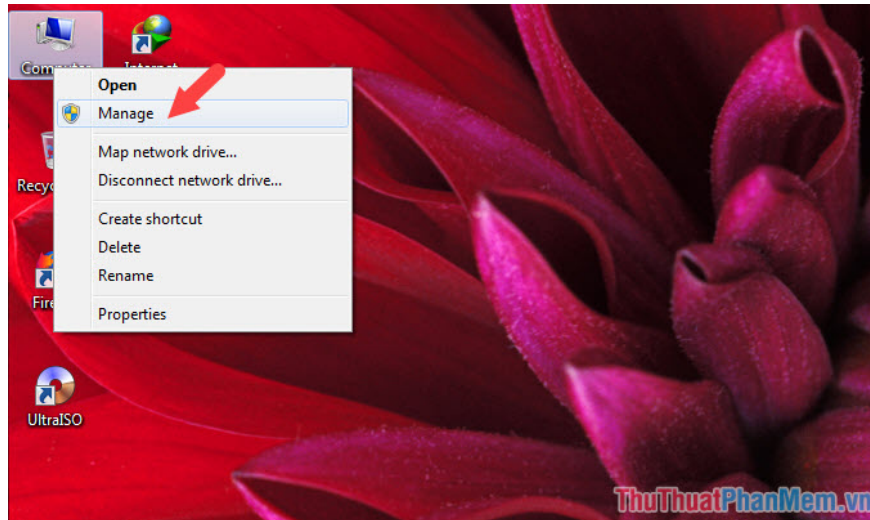 Open
Manage
Map network drive...
Disconnect network drive...
Create shortcut
Delete
Rename
Properties
UltraISO
ThuThuatPhanMem.vn